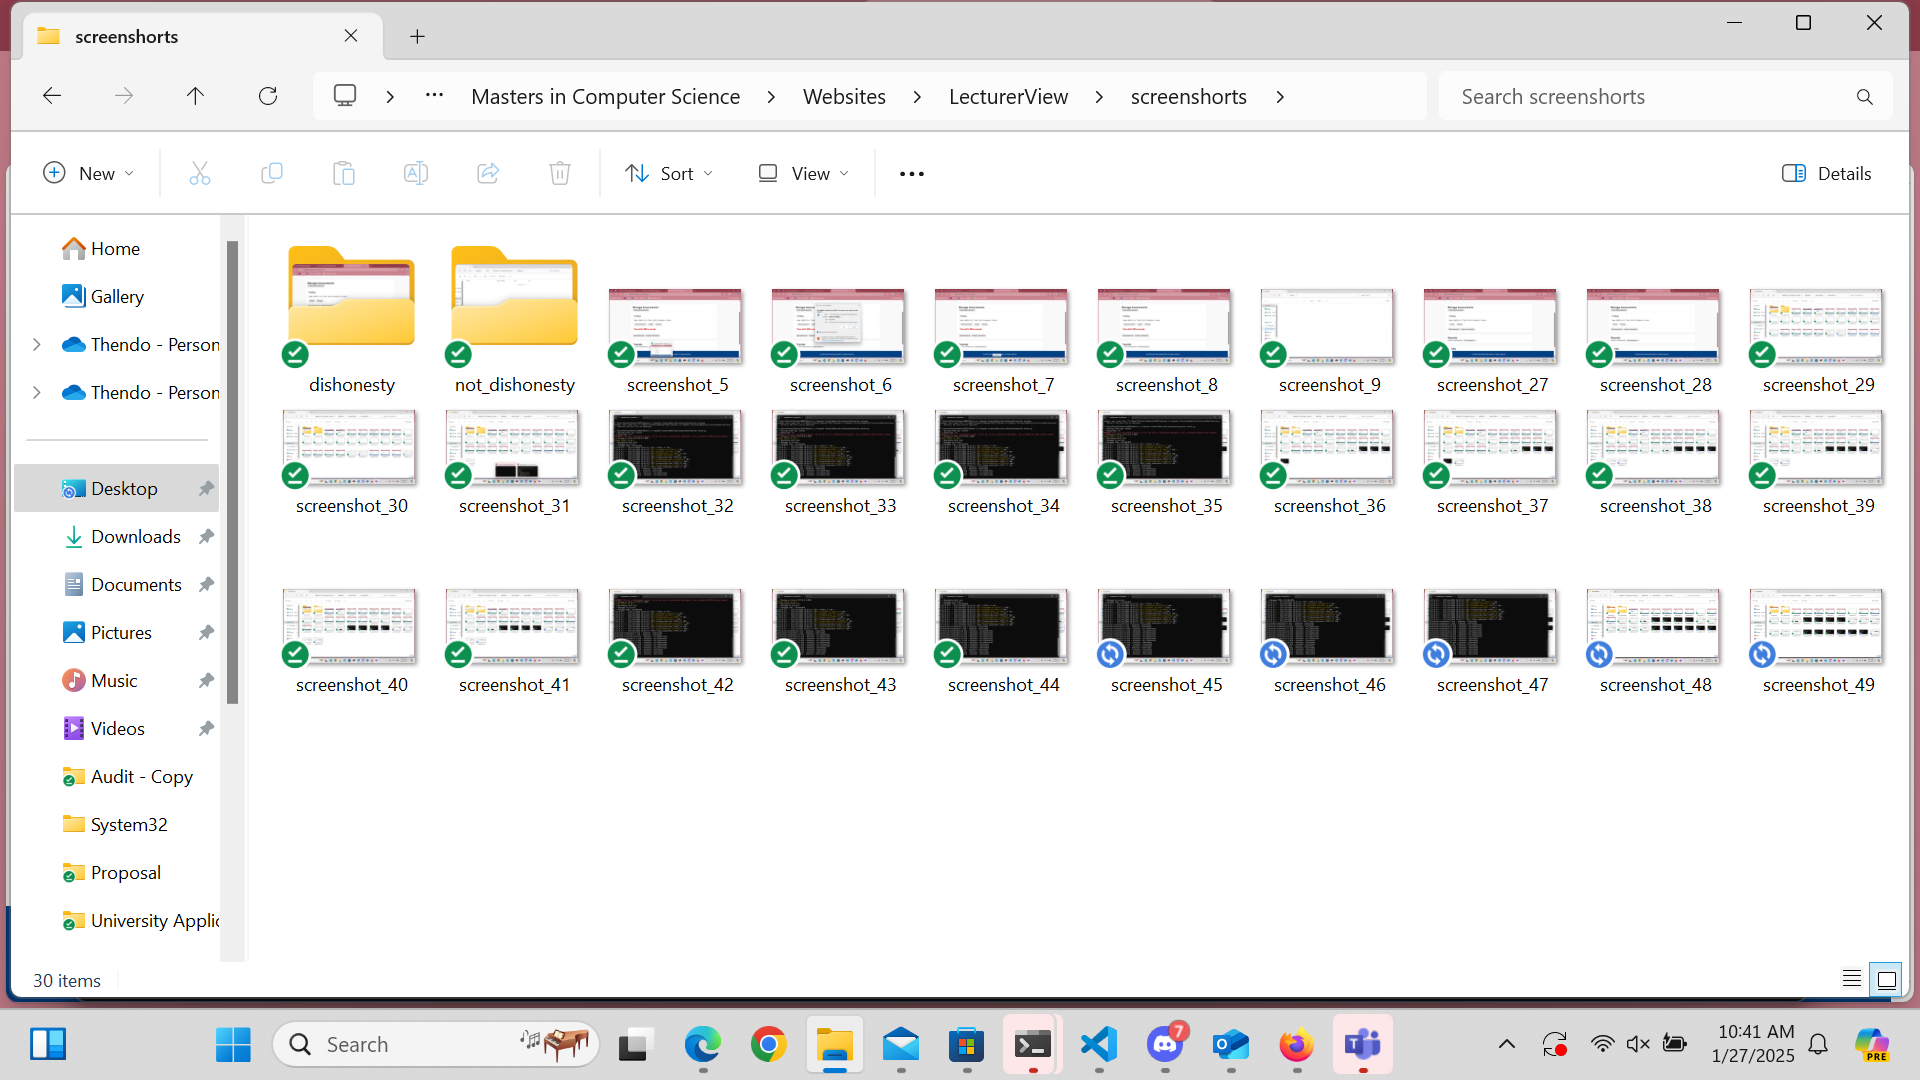 screenshorts
Masters in Computer Science
Websites
LecturerView
screenshorts
Search screenshorts
New
Sort
View
Details
Home
Gallery
Thendo - Person
Thendo - Person
Desktop
Downloads
Documents
Pictures
Music
Videos
Audit - Copy
System32
Proposal
University Applic
dishonesty
not_dishonesty
screenshot_5
screenshot_6
screenshot_7
screenshot_8
screenshot_9
screenshot_27
screenshot_28
screenshot_29
screenshot_30
screenshot_31
screenshot_32
screenshot_33
screenshot_34
screenshot_35
screenshot_36
screenshot_37
screenshot_38
screenshot_39
screenshot_40
screenshot_41
screenshot_42
screenshot_43
screenshot_44
screenshot_45
screenshot_46
screenshot_47
screenshot_48
screenshot_49
30 items
Search
7
10:41 AM
1/27/2025
PRE